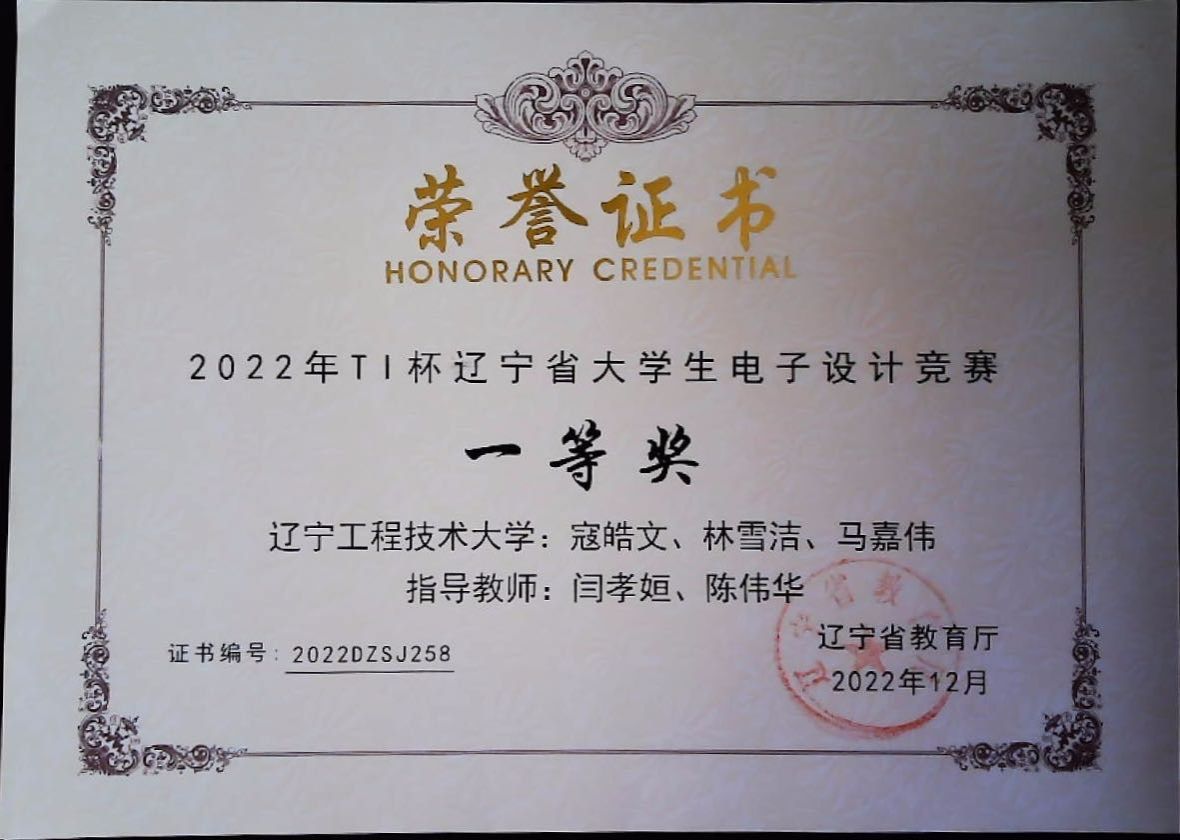 荣誉证书
HONORARY CREDENTIAL
2022年TI杯辽宁省大学生电子设计竞赛
一等奖
辽宁工程技术大学：寇皓文、林雪洁、马嘉伟
指导教师：闫孝姮、陈伟华
证书编号：2022DZSJ258
辽宁省教育厅
2022年12月